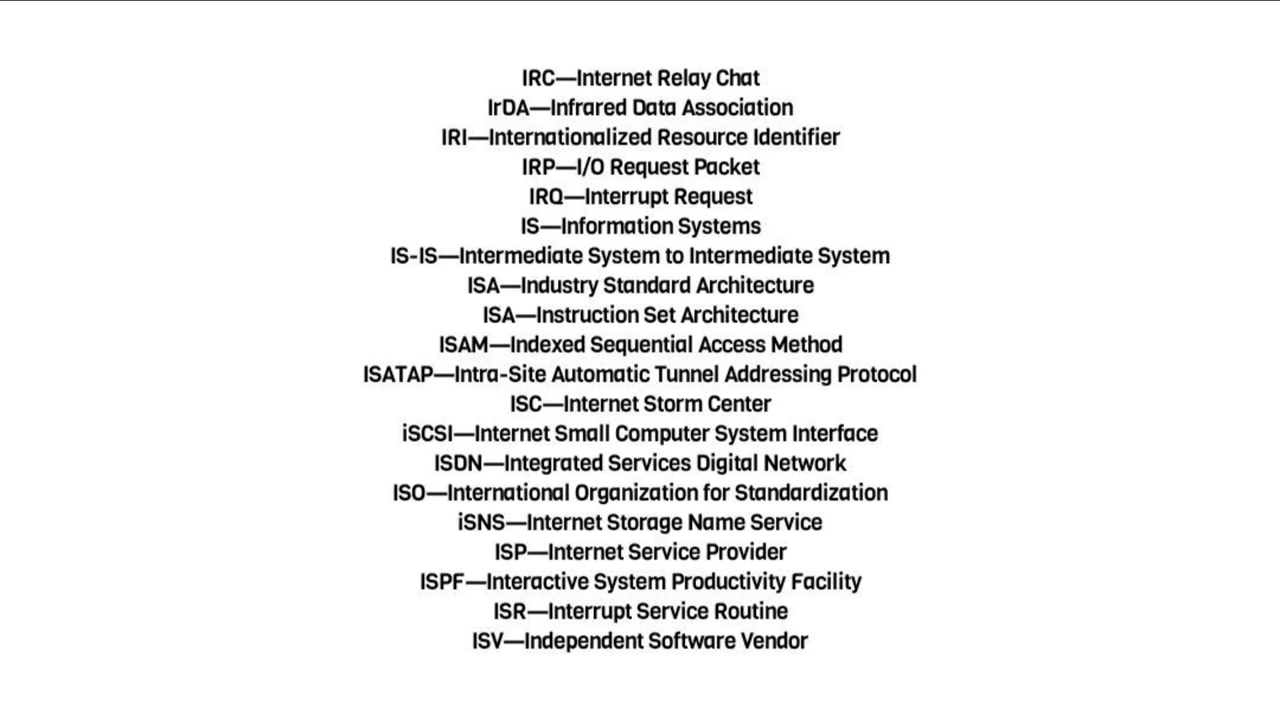 IRC—Internet Relay Chat
IrDA—Infrared Data Association
IRI—Internationalized Resource Identifier
IRP—I/O Request Packet
IRQ—Interrupt Request
IS—Information Systems
IS-IS—Intermediate System to Intermediate System
ISA—Industry Standard Architecture
ISA—Instruction Set Architecture
ISAM—Indexed Sequential Access Method
ISATAP—Intra-Site Automatic Tunnel Addressing Protocol
ISC—Internet Storm Center
iSCSI—Internet Small Computer System Interface
ISDN—Integrated Services Digital Network
ISO—International Organization for Standardization
iSNS—Internet Storage Name Service
ISP—Internet Service Provider
ISPF—Interactive System Productivity Facility
ISR—Interrupt Service Routine
ISV—Independent Software Vendor